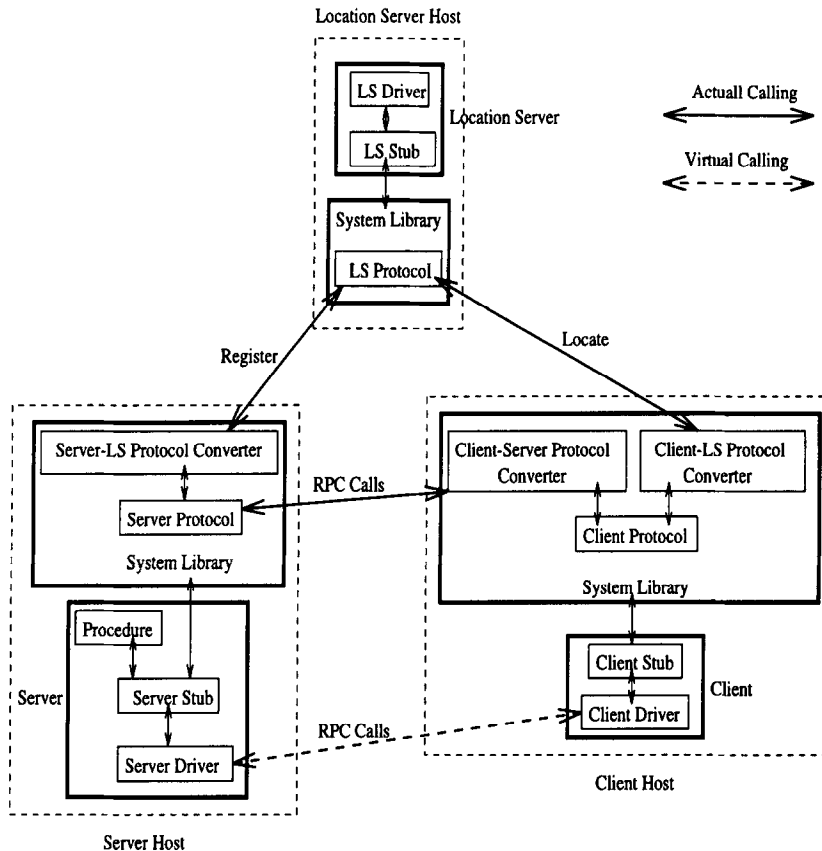 Location Server Host
LS Driver
Location Server
LS Stub
Actuall Calling
Virtual Calling
System Library
LS Protocol
Register
Locate
Server-LS Protocol Converter
Server Protocol
System Library
RPC Calls
Client-Server Protocol
Converter
Client-LS Protocol
Converter
Client Protocol
System Library
Procedure
Server
Server Stub
Server Driver
RPC Calls
Client Stub
Client
Client Driver
Client Host
Server Host